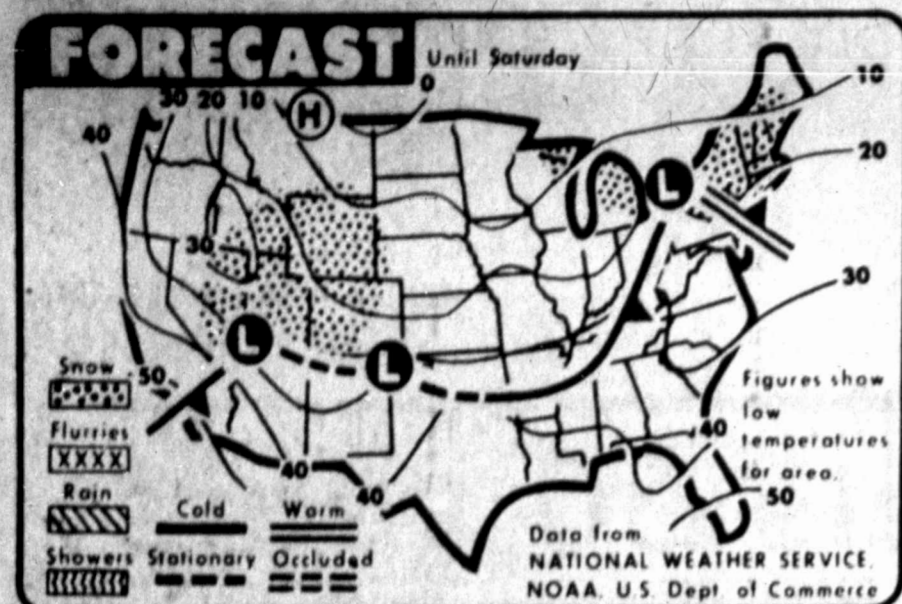 FORECAST
Until Saturday
0
10
30 20 10
H
40
20
L
30
30
L
L
Snow
50
Figures show
low
Flurries
XXXX
40
temperatures
40
for area.
Rain
40
50
Cold Warm
Data from
Showers Stationary Occluded
NATIONAL WEATHER SERVICE,
NOAA, U.S. Dept. of Commerce